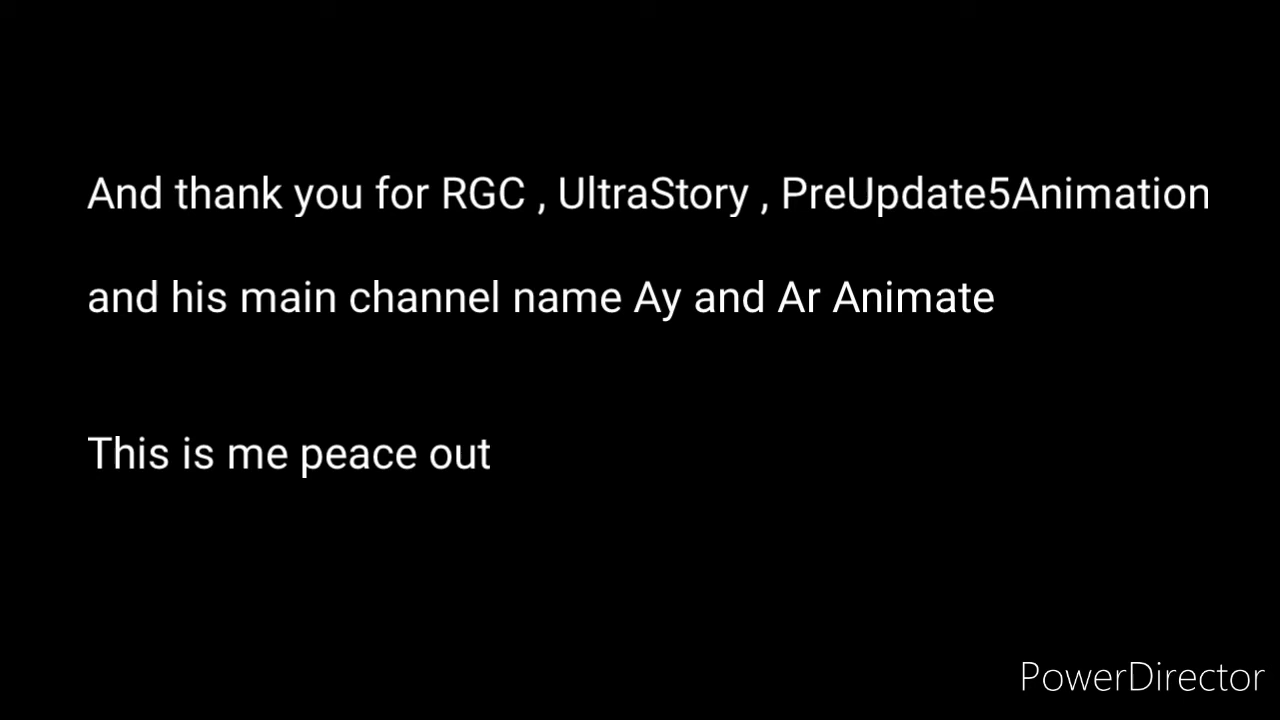 And thank you for RGC , UltraStory , PreUpdate5Animation
and his main channel name Ay and Ar Animate
This is me peace out
PowerDirector